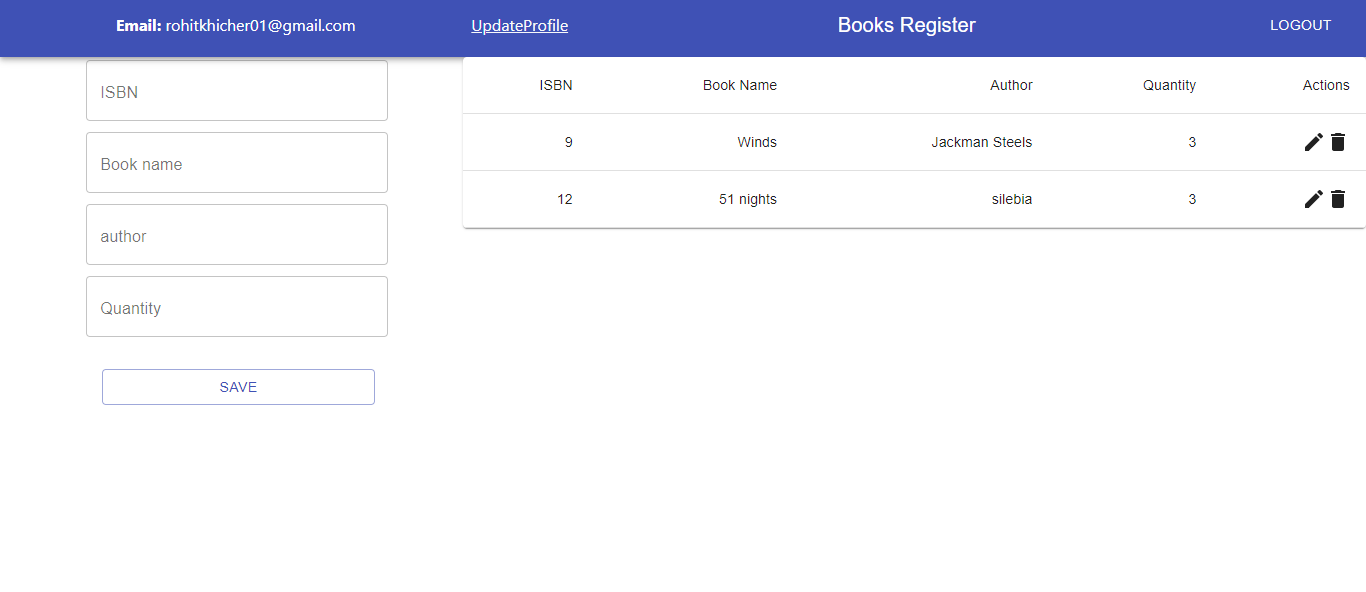 Email: rohitkhicher01@gmail.com UpdateProfile Books Register LOGOUT
ISBN
Book name
author
Quantity
SAVE
ISBN Book Name Author Quantity Actions
9 Winds Jackman Steels 3
12 51 nights silebia 3